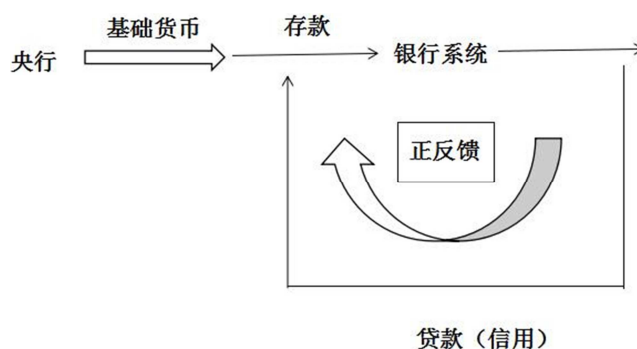 基础货币
存款
央行
银行系统
正反馈
贷款（信用）